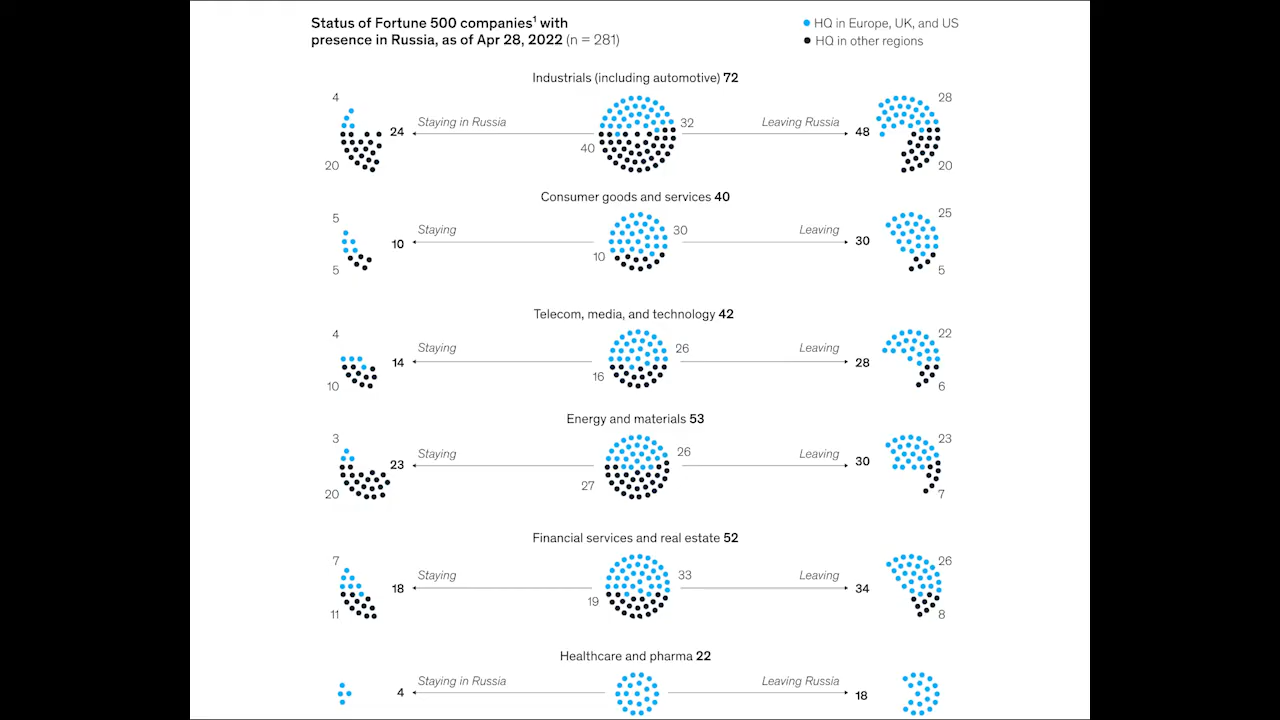 Status of Fortune 500 companies¹ with
presence in Russia, as of Apr 28, 2022 (n = 281)
HQ in Europe, UK, and US
HQ in other regions
Industrials (including automotive) 72
4
24
20
Staying in Russia
32
40
Leaving Russia
48
28
20
Consumer goods and services 40
5
10
5
Staying
30
10
Leaving
30
25
5
Telecom, media, and technology 42
4
14
10
Staying
26
16
Leaving
28
22
6
Energy and materials 53
3
23
20
Staying
26
27
Leaving
30
23
7
Financial services and real estate 52
7
18
11
Staying
33
19
Leaving
34
26
8
Healthcare and pharma 22
4
Staying in Russia
Leaving Russia
18